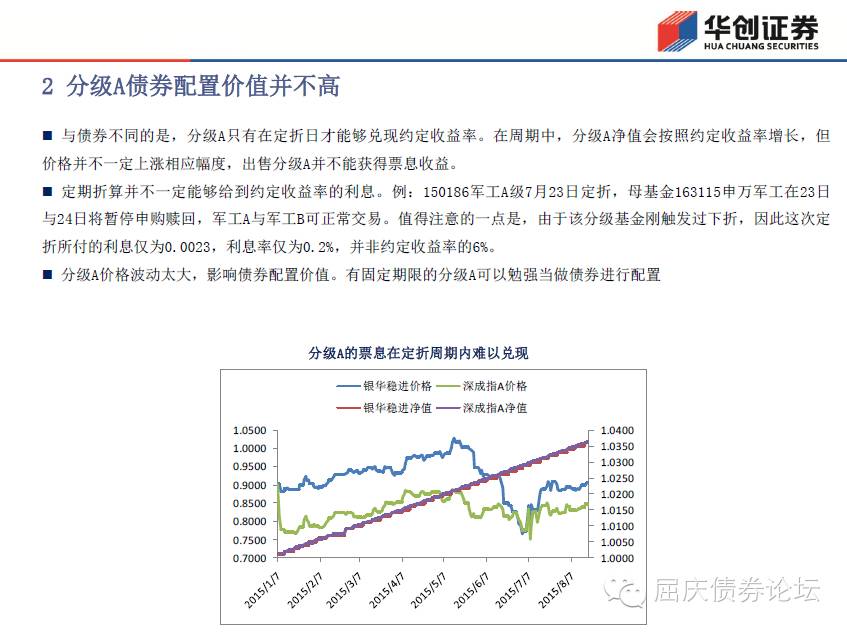 华创证券
HUA CHUANG SECURITIES
2 分级A债券配置价值并不高
■ 与债券不同的是，分级A只有在定折日才能够兑现约定收益率。在周期中，分级A净值会按照约定收益率增长，但
价格并不一定上涨相应幅度，出售分级A并不能获得票息收益。
■ 定期折算并不一定能够给到约定收益率的利息。例：150186军工A级7月23日定折，母基金163115申万军工在23日
与24日将暂停申购赎回，军工A与军工B可正常交易。值得注意的一点是，由于该分级基金刚触发过下折，因此这次定
折所付的利息仅为0.0023，利息率仅为0.2%，并非约定收益率的6%。
■ 分级A价格波动太大，影响债券配置价值。有固定期限的分级A可以勉强当做债券进行配置
分级A的票息在定折周期内难以兑现
银华稳进价格 深成指A价格
银华稳进净值 深成指A净值
1.0500 1.0400
1.0000 1.0350
0.9500 1.0300
0.9000 1.0250
0.8500 1.0200
0.8000 1.0150
0.7500 1.0100
0.7000 1.0050
1.0000
2015/1/7 2015/2/7 2015/3/7 2015/4/7 2015/5/7 2015/6/7 2015/7/7 2015/8/7
屈庆债券论坛